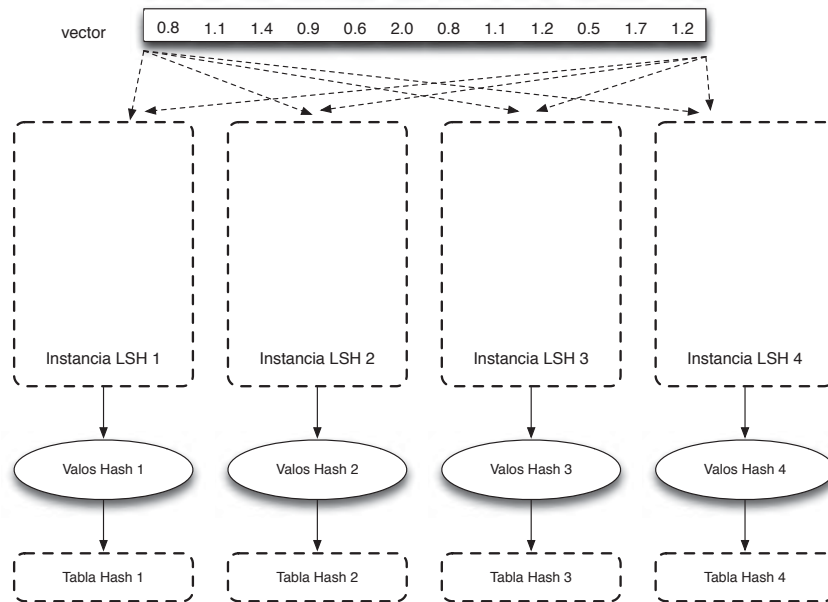 vector 0.8 1.1 1.4 0.9 0.6 2.0 0.8 1.1 1.2 0.5 1.7 1.2
Instancia LSH 1 Instancia LSH 2 Instancia LSH 3 Instancia LSH 4
Valos Hash 1 Valos Hash 2 Valos Hash 3 Valos Hash 4
Tabla Hash 1 Tabla Hash 2 Tabla Hash 3 Tabla Hash 4